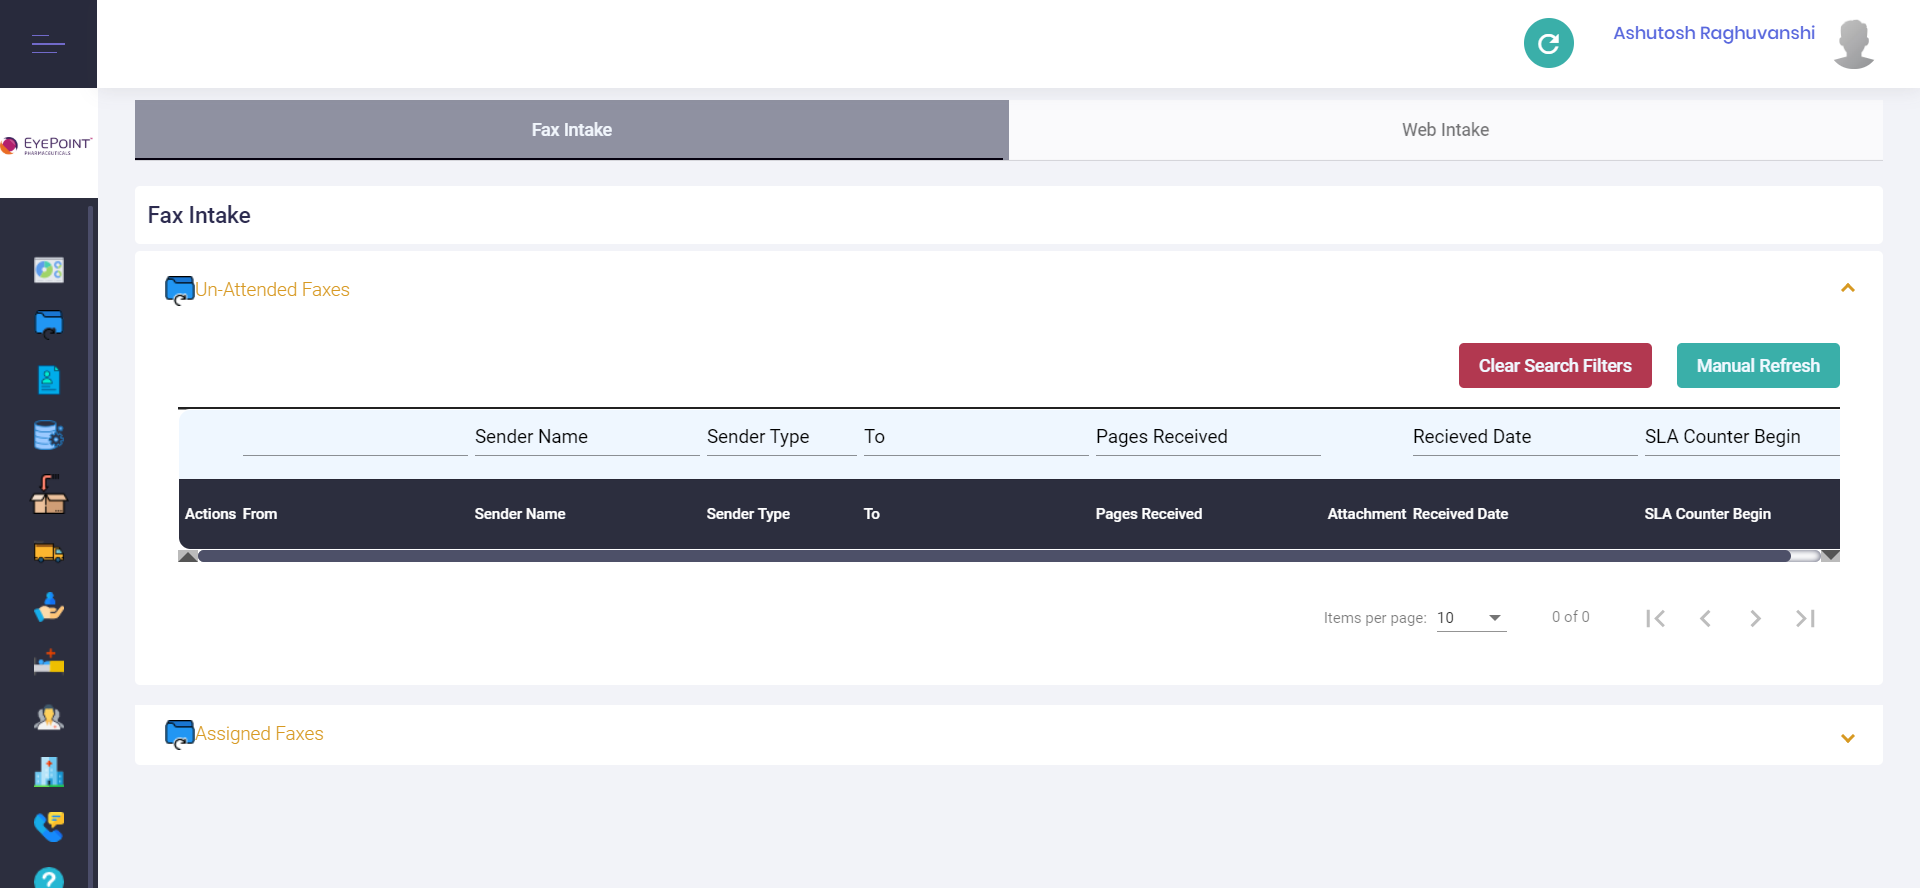 Ashutosh Raghuvanshi
EYEPOINT
PHARMACEUTICALS
Fax Intake
Web Intake
Fax Intake
Un-Attended Faxes
Clear Search Filters
Manual Refresh
Sender Name
Sender Type
To
Pages Received
Recieved Date
SLA Counter Begin
Actions
From
Sender Name
Sender Type
To
Pages Received
Attachment
Received Date
SLA Counter Begin
Items per page:
10
0 of 0
Assigned Faxes
?